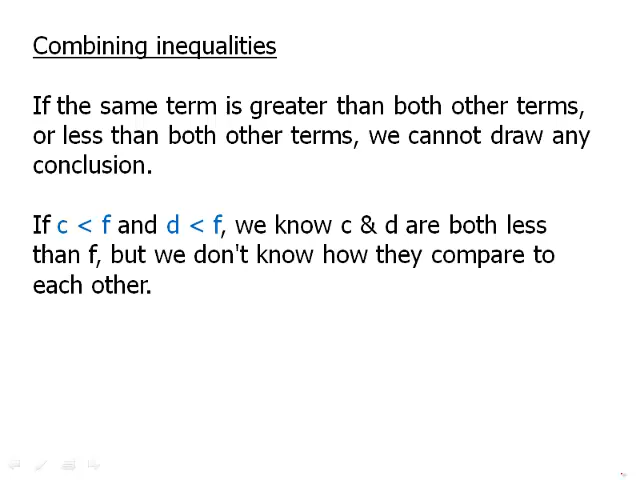 Combining inequalities
If the same term is greater than both other terms,
or less than both other terms, we cannot draw any
conclusion.
If c < f and d < f, we know c & d are both less
than f, but we don't know how they compare to
each other.